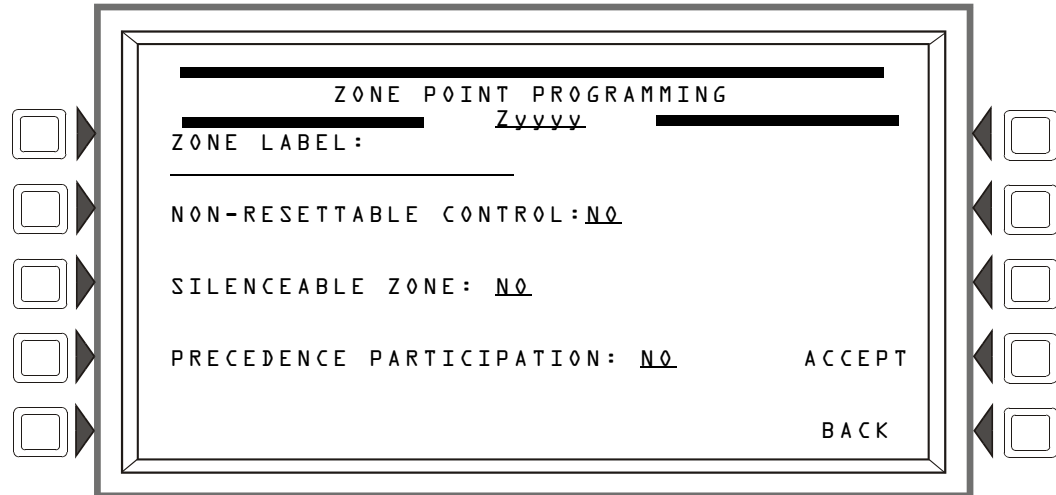 ZONE POINT PROGRAMMING
Zyyyy
ZONE LABEL:
NON-RESETTABLE CONTROL:NO
SILENCEABLE ZONE: NO
PRECEDENCE PARTICIPATION: NO ACCEPT
BACK